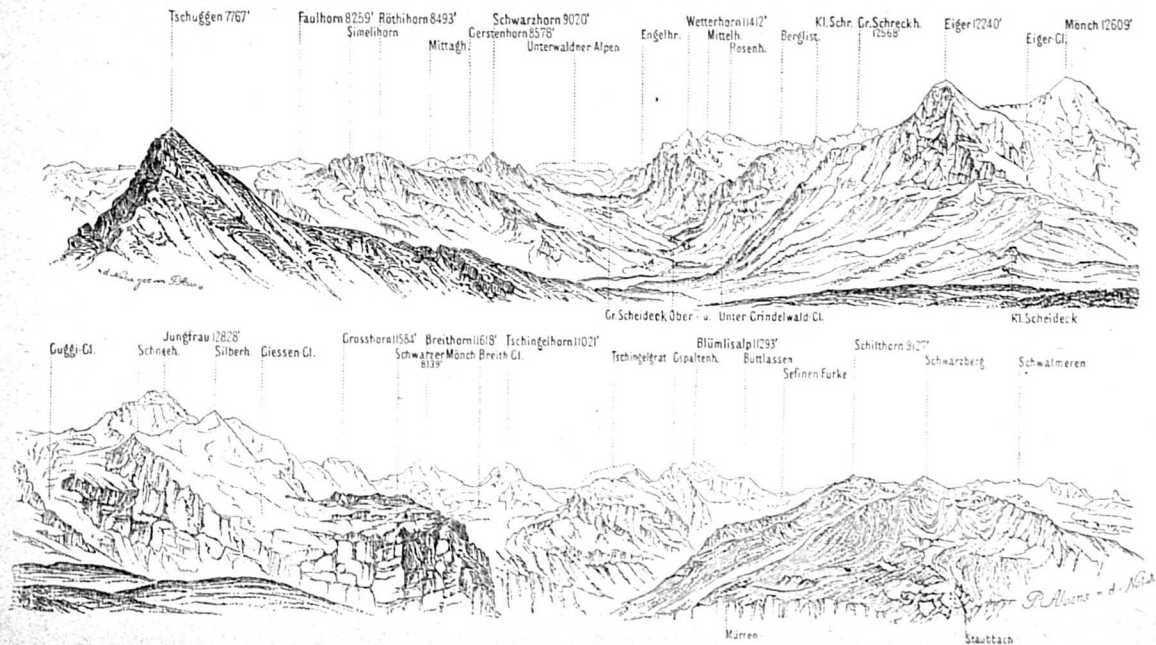 Tschuggen 7767'
Faulhorn 8259'
Simelihorn
Röthihorn 8493'
Mittagh.
Gerstenhorn 8578'
Schwarzhorn 9020'
Unterwaldner Alpen
Engelhr.
Wetterhorn 11412'
Mittelh.
Rosenh.
Berglist.
Kl. Schr.
Gr. Schreckh.
12568'
Eiger 12240'
Eiger-Gl.
Mönch 12609'
Gr. Scheideck
Ober- u. Unter Grindelwald-Gl.
Kl. Scheideck
Guggi-Gl.
Jungfrau 12828'
Schneeh.
Silberh.
Giessen Gl.
Grosshorn 11584'
Schwarzer Mönch
8139'
Breithorn 11618'
Breith Gl.
Tschingelhorn 11021'
Tschingelgrat
Gspaltenh.
Blümlisalp 11293'
Büttlassen
Sefinen Furke
Schilthorn 9127'
Schwarzberg
Schwalmeren
Mürren
Staubbach